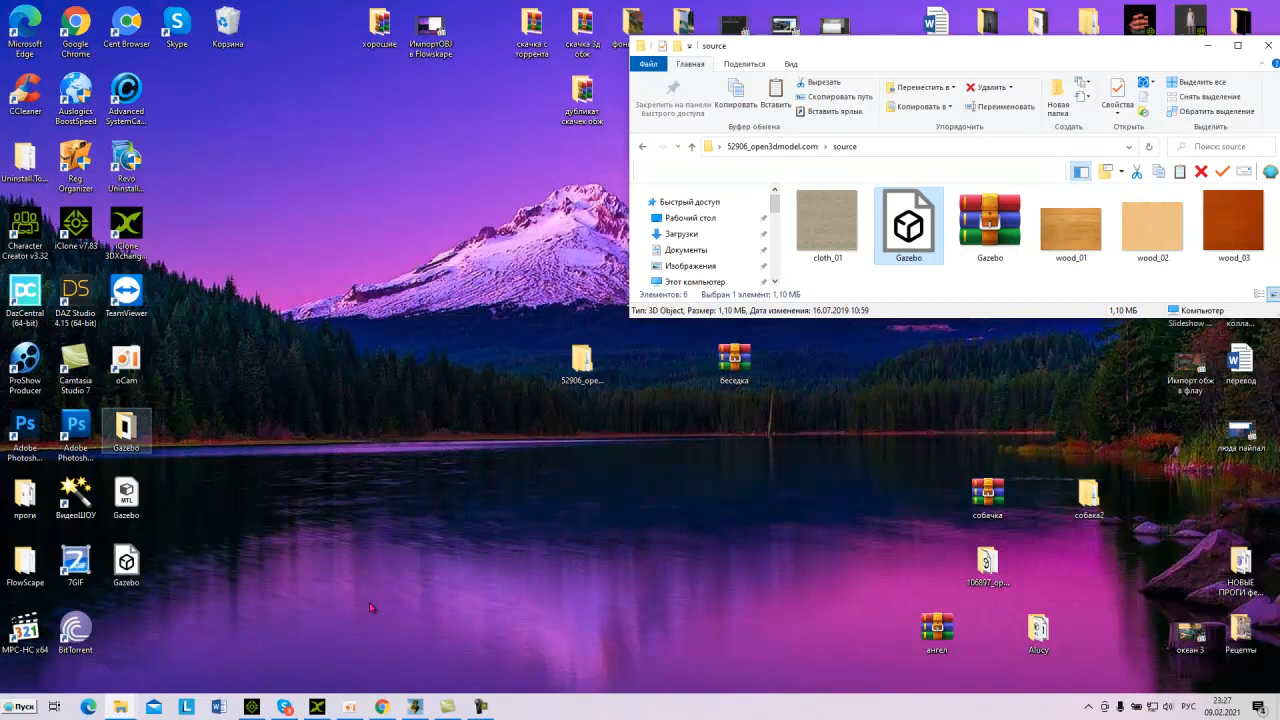 Microsoft Edge
Google Chrome
Cent Browser
Skype
Корзина
хорошие
ИмпортOBJ в Flowskape
скачка с торрента
скачка 3д обж
CCleaner
Auslogics BoostSpeed
Advanced SystemCa...
дубликат скачек обж
Uninstall.To...
Reg Organizer
Revo Uninstall...
Character Creator v3.32
iClone v7.83
iClone 3DXchang...
DazCentral (64-bit)
DAZ Studio 4.15 (64-bit)
TeamViewer
ProShow Producer
Camtasia Studio 7
oCam
Adobe Photosh...
Adobe Photosh...
Gazebo
проги
ВидеоШОУ
Gazebo
FlowScape
7GIF
Gazebo
MPC-HC x64
BitTorrent
source
Файл
Главная
Поделиться
Вид
Закрепить на панели быстрого доступа
Копировать
Вставить
Вырезать
Скопировать путь
Вставить ярлык
Буфер обмена
Переместить в
Копировать в
Удалить
Переименовать
Упорядочить
Новая папка
Создать
Свойства
Открыть
Выделить все
Снять выделение
Обратить выделение
Выделить
52906_open3dmodel.com
source
Поиск: source
Быстрый доступ
Рабочий стол
Загрузки
Документы
Изображения
Этот компьютер
cloth_01
Gazebo
Gazebo
wood_01
wood_02
wood_03
Элементов: 6
Выбран 1 элемент: 1,10 МБ
Тип: 3D Object, Размер: 1,10 МБ, Дата изменения: 16.07.2019 10:59
1,10 МБ
Компьютер
Slideshow ...
колла...
52906_ope...
беседка
Импорт обж в флау
перевод
люда пайпал
собачка
собака2
106897_op...
НОВЫЕ ПРОГИ фе...
ангел
Alucy
океан 3
Рецепты
Пуск
РУС
23:27
09.02.2021
4